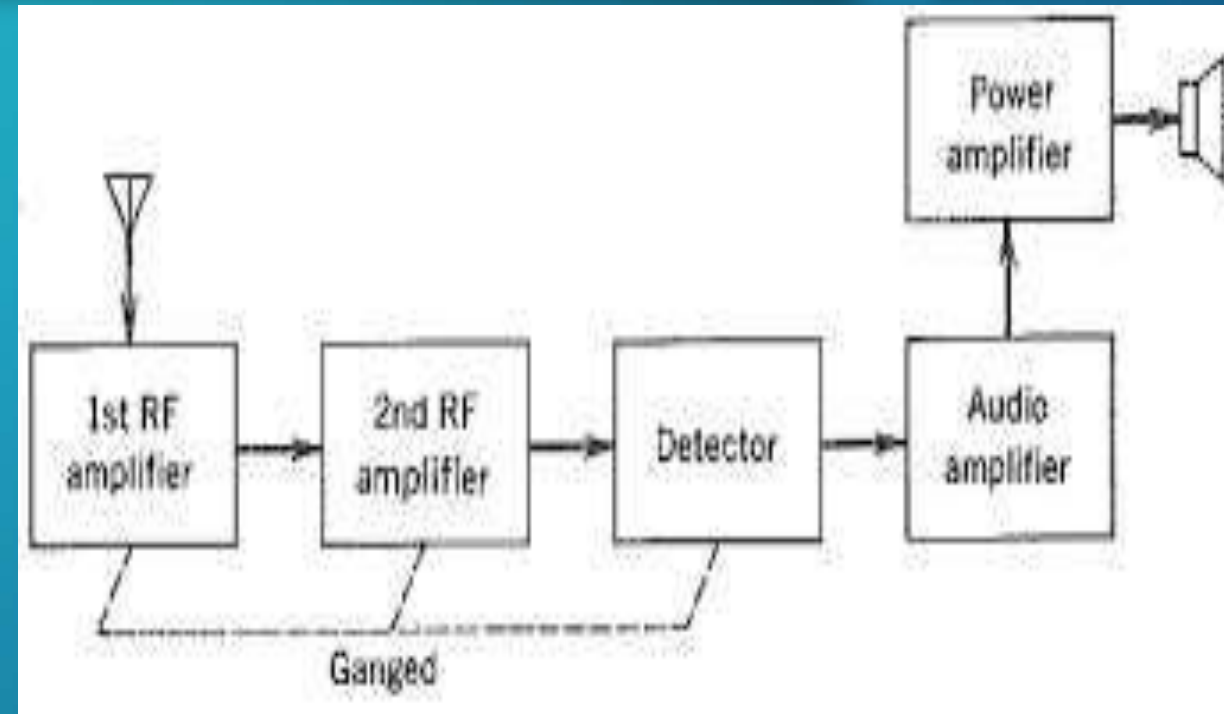 1st RF
amplifier
2nd RF
amplifier
Detector
Audio
amplifier
Power
amplifier
Ganged